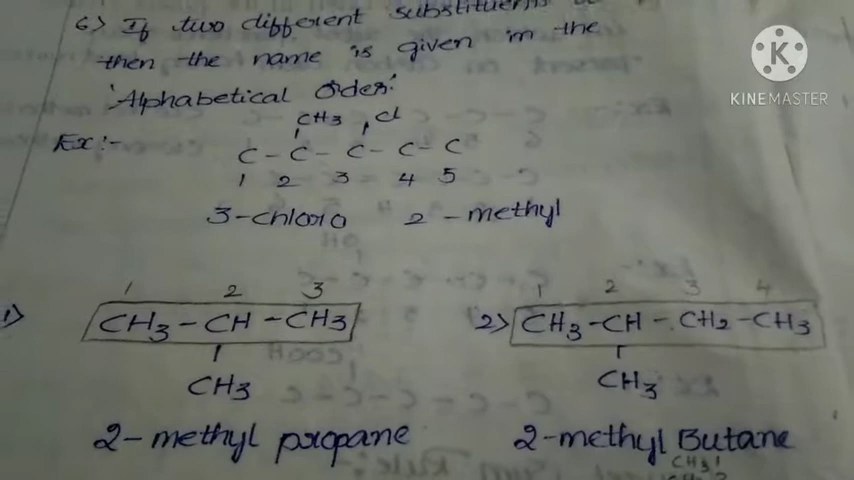 6> If two different substituents
then the name is given in the
'Alphabetical Order'
CH3 Cl
Ex:- C - C - C - C - C
1 2 3 4 5
3-chloro 2-methyl
1 2 3
1> CH3 - CH - CH3
CH3
2-methyl propane
1 2 3 4
2> CH3 - CH - CH2 - CH3
CH3
2-methyl Butane
CH3
K
KINEMASTER